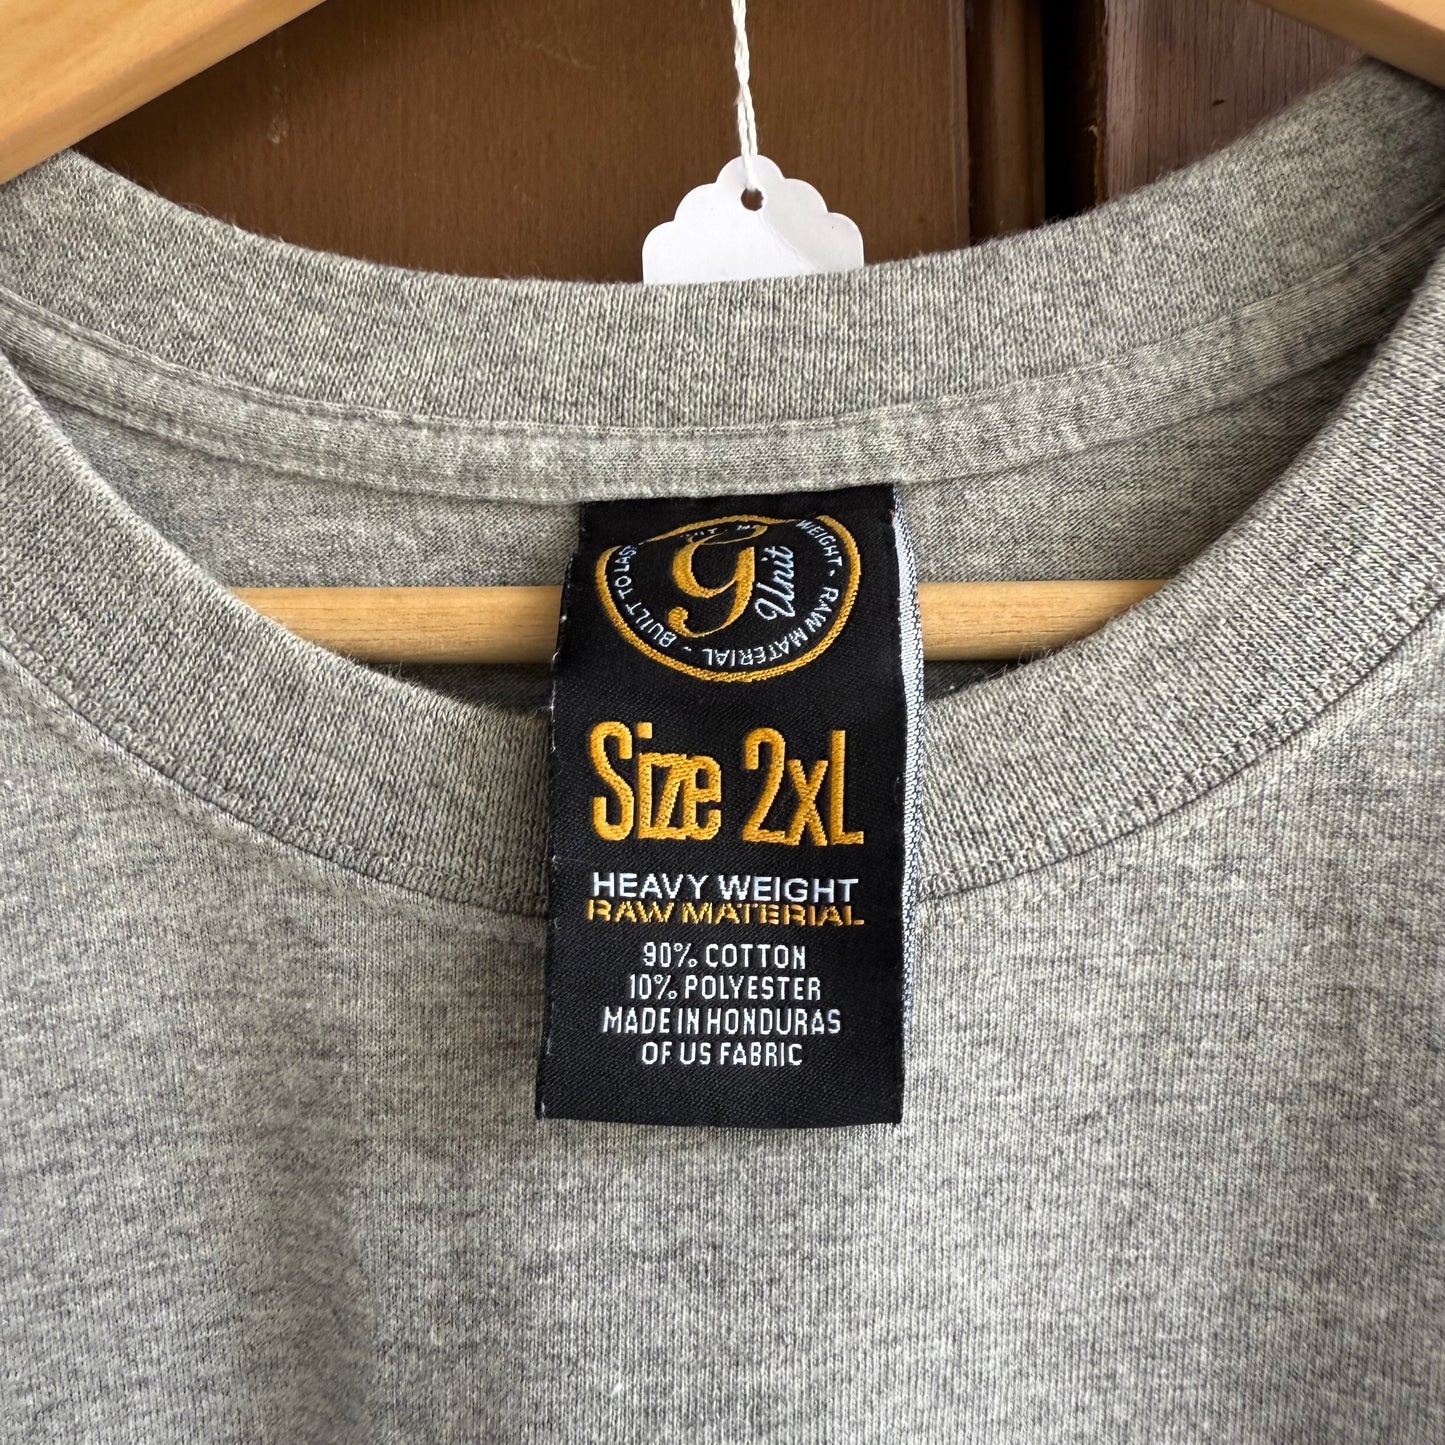 g Unit
WEIGHT - RAW MATERIAL - BUILT TO LAST
Size 2xL
HEAVY WEIGHT
RAW MATERIAL
90% COTTON
10% POLYESTER
MADE IN HONDURAS
OF US FABRIC